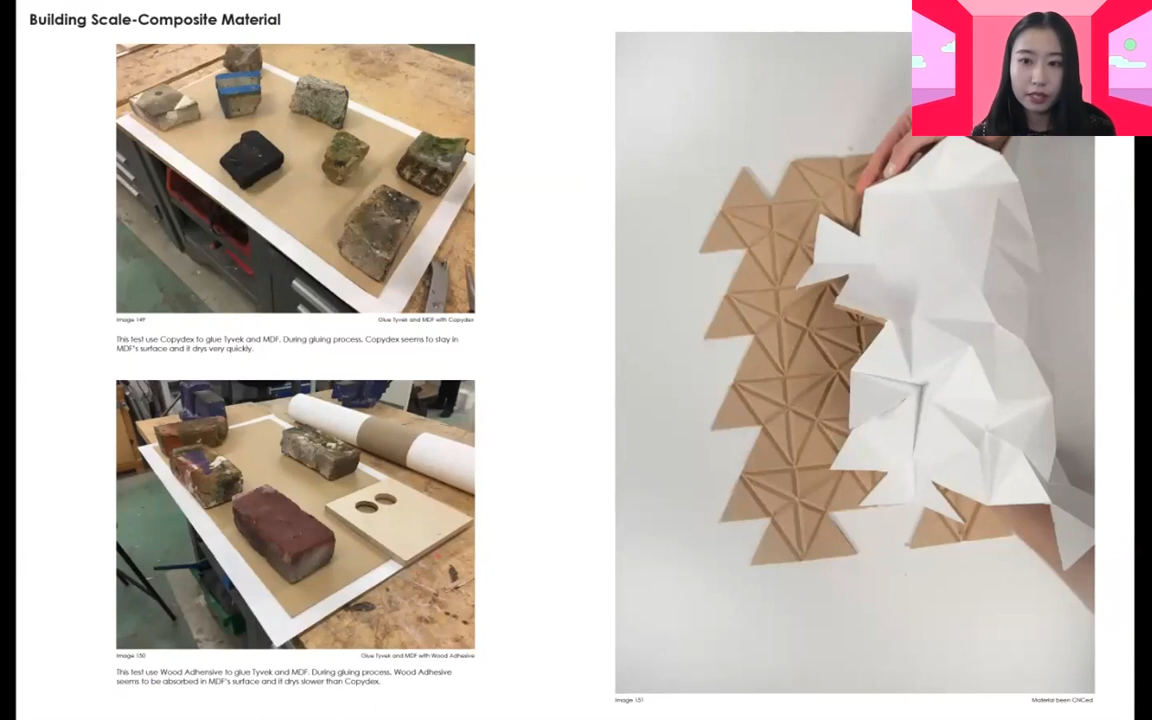 Building Scale-Composite Material
Image 149
Glue Tyvek and MDF with Copydex
This test use Copydex to glue Tyvek and MDF. During gluing process, Copydex seems to stay in
MDF's surface and it drys very quickly.
Image 150
Glue Tyvek and MDF with Wood Adhesive
This test use Wood Adhensive to glue Tyvek and MDF. During gluing process, Wood Adhesive
seems to be absorbed in MDF's surface and it drys slower than Copydex.
Image 151
Material been CNCed